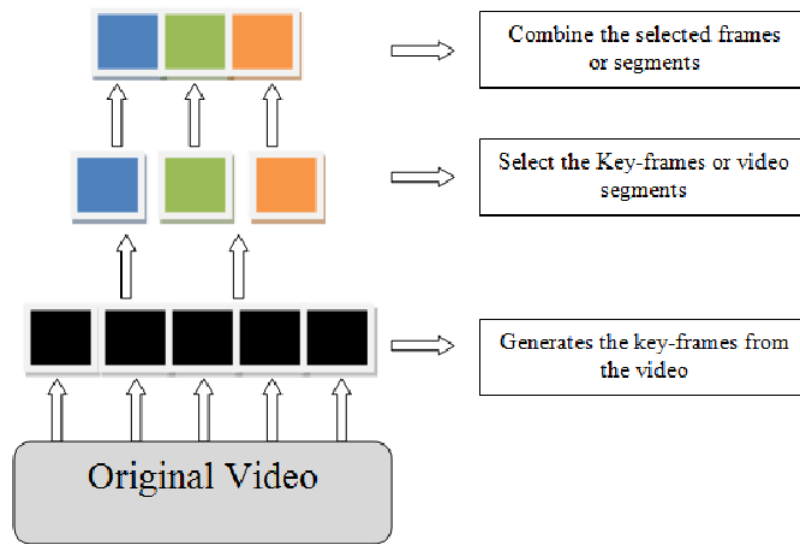 Combine the selected frames
or segments
Select the Key-frames or video
segments
Generates the key-frames from
the video
Original Video